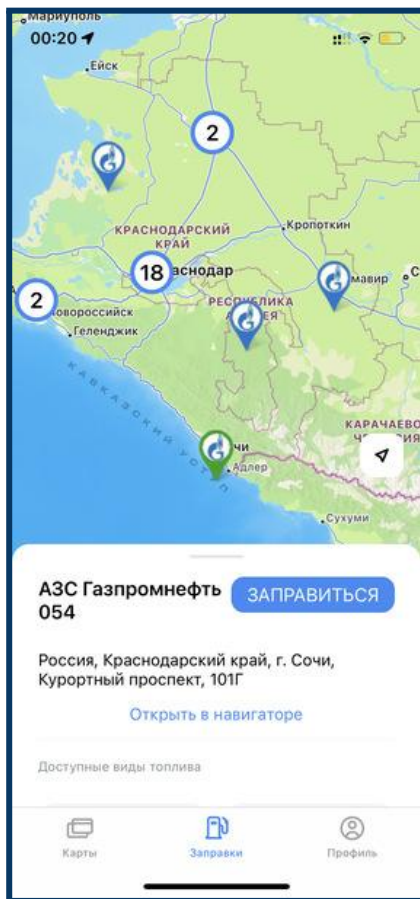 Мариуполь
00:20
Ейск
2
КРАСНОДАРСКИЙ
КРАЙ
Кропоткин
18
аснодар
мавир
2
овороссийск
РЕСПУБЛИКА
Геленджик
КАВКАЗСКИЙ УСТУП
КАРАЧАЕВО
чи
Адлер
Сухуми
АЗС Газпромнефть
054
ЗАПРАВИТЬСЯ
Россия, Краснодарский край, г. Сочи,
Курортный проспект, 101Г
Открыть в навигаторе
Доступные виды топлива
Карты
Заправки
Профиль